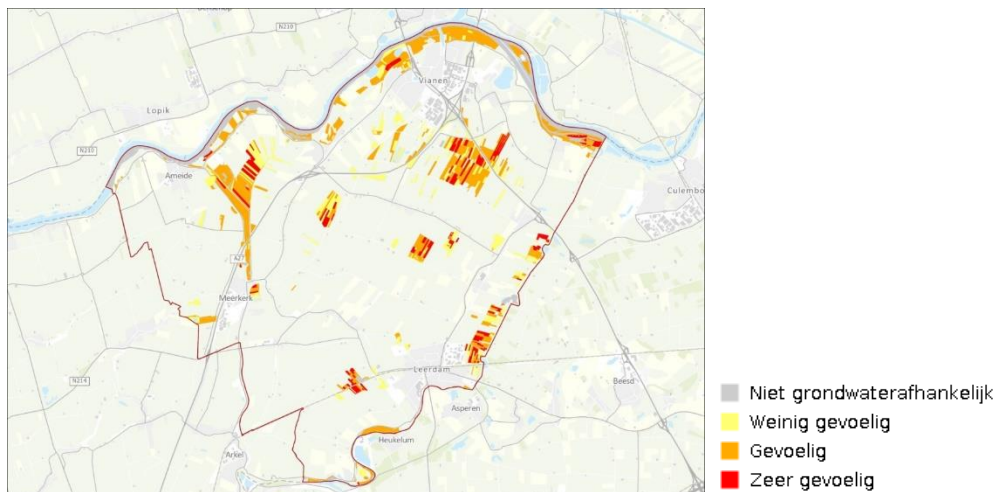 N210
Vianen
Lopik
N210
Ameide
Culembo
A27
Meerkerk
Leerdam
N214
Beesd
Asperen
Heukelum
Arkel
Niet grondwaterafhankelijk
Weinig gevoelig
Gevoelig
Zeer gevoelig